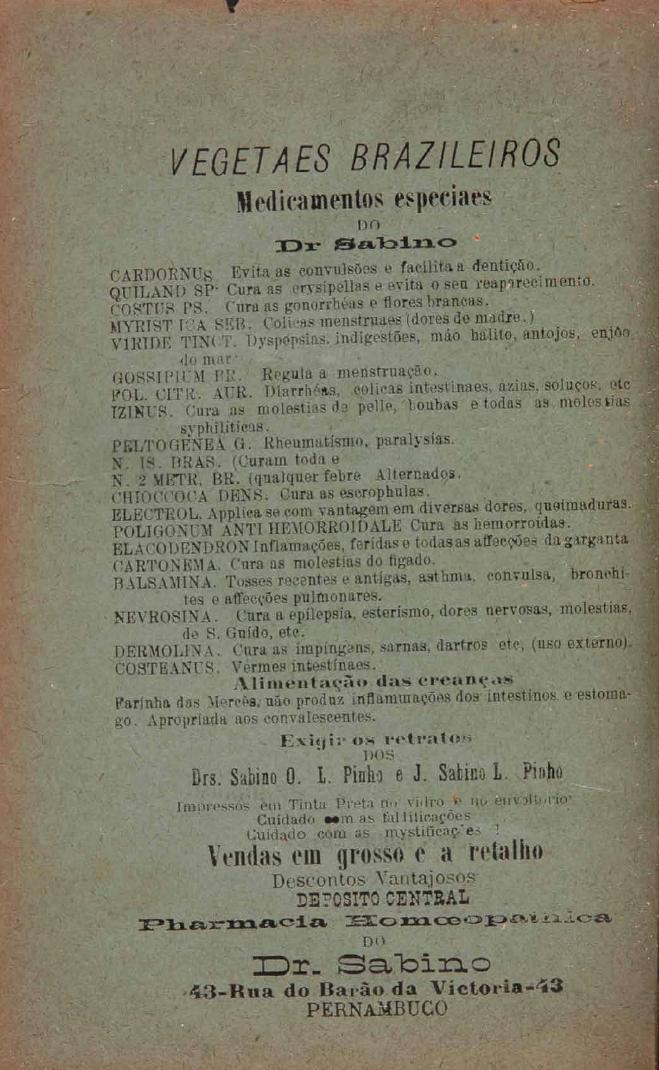 VEGETAES BRAZILEIROS
Medicamentos especiaes
DO
Dr Sabino
CARDORNUS. Evita as convulsões e facilita a dentição.
QUILAND SP. Cura as erysipellas e evita o seu reaparecimento.
COSTUS PS. Cura as gonorrhéas e flores brancas.
MYRISTICA SEB. Colicas menstruaes (dores de madre.)
VIRIDE TINCT. Dyspepsias, indigestões, máo halito, antojos, enjôo
do mar
GOSSIPIUM BR. Regula a menstruação.
POL. CITR. AUR. Diarrhéas, colicas intestinaes, azias, soluços, etc
IZINUS. Cura as molestias da pelle, boubas e todas as molestias
syphiliticas.
PELTOGENEA G. Rheumatismo, paralysias.
N. 1S. BRAS. (Curam toda e
N. 2 METR. BR. (qualquer febre Alternados.
CHIOCCOCA DENS. Cura as escrophulas.
ELECTROL. Applica se com vantagem em diversas dores, queimaduras.
POLIGONUM ANTI HEMORROIDALE Cura as hemorroidas.
ELACODENDRON Inflamações, feridas e todas as affecções da garganta
CARTONEMA. Cura as molestias do figado.
BALSAMINA. Tosses recentes e antigas, asthma, convulsa, bronchi-
tes e affecções pulmonares.
NEVROSINA. Cura a epilepsia, esterismo, dores nervosas, molestias,
de S. Guido, etc.
DERMOLINA. Cura as impingens, sarnas, dartros etc, (uso externo).
COSTEANUS. Vermes intestinaes.
Alimentação das creanças
Farinha das Mercês, não produz inflammações dos intestinos e estoma-
go. Apropriada aos convalescentes.
Exigir os retratos
DOS
Drs. Sabino O. L. Pinho e J. Sabino L. Pinho
Impressos em Tinta Preta no vidro e no envoltorio
Cuidado com as fallificações
Cuidado com as mystificações !
Vendas em grosso e a retalho
Descontos Vantajosos
DEPOSITO CENTRAL
Pharmacia Homœopathica
DO
Dr. Sabino
43-Rua do Barão da Victoria-43
PERNAMBUCO